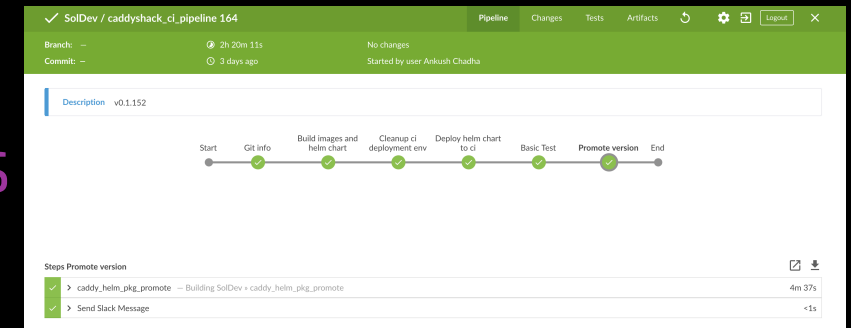 SolDev / caddyshack_ci_pipeline 164
Pipeline Changes Tests Artifacts Logout
Branch: — 2h 20m 11s No changes
Commit: — 3 days ago Started by user Ankush Chadha
Description v0.1.152
Start Git info Build images and helm chart Cleanup ci deployment env Deploy helm chart to ci Basic Test Promote version End
5
Steps Promote version
caddy_helm_pkg_promote — Building SolDev » caddy_helm_pkg_promote 4m 37s
Send Slack Message <1s